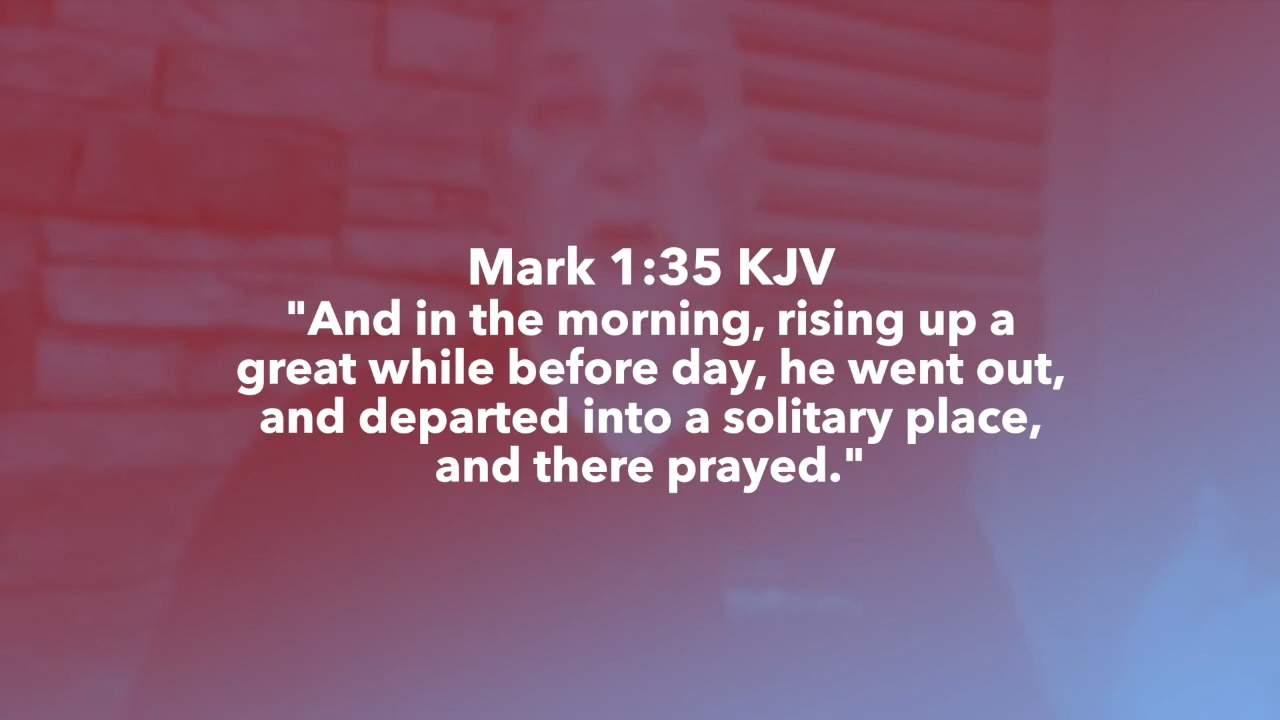 Mark 1:35 KJV
"And in the morning, rising up a
great while before day, he went out,
and departed into a solitary place,
and there prayed."